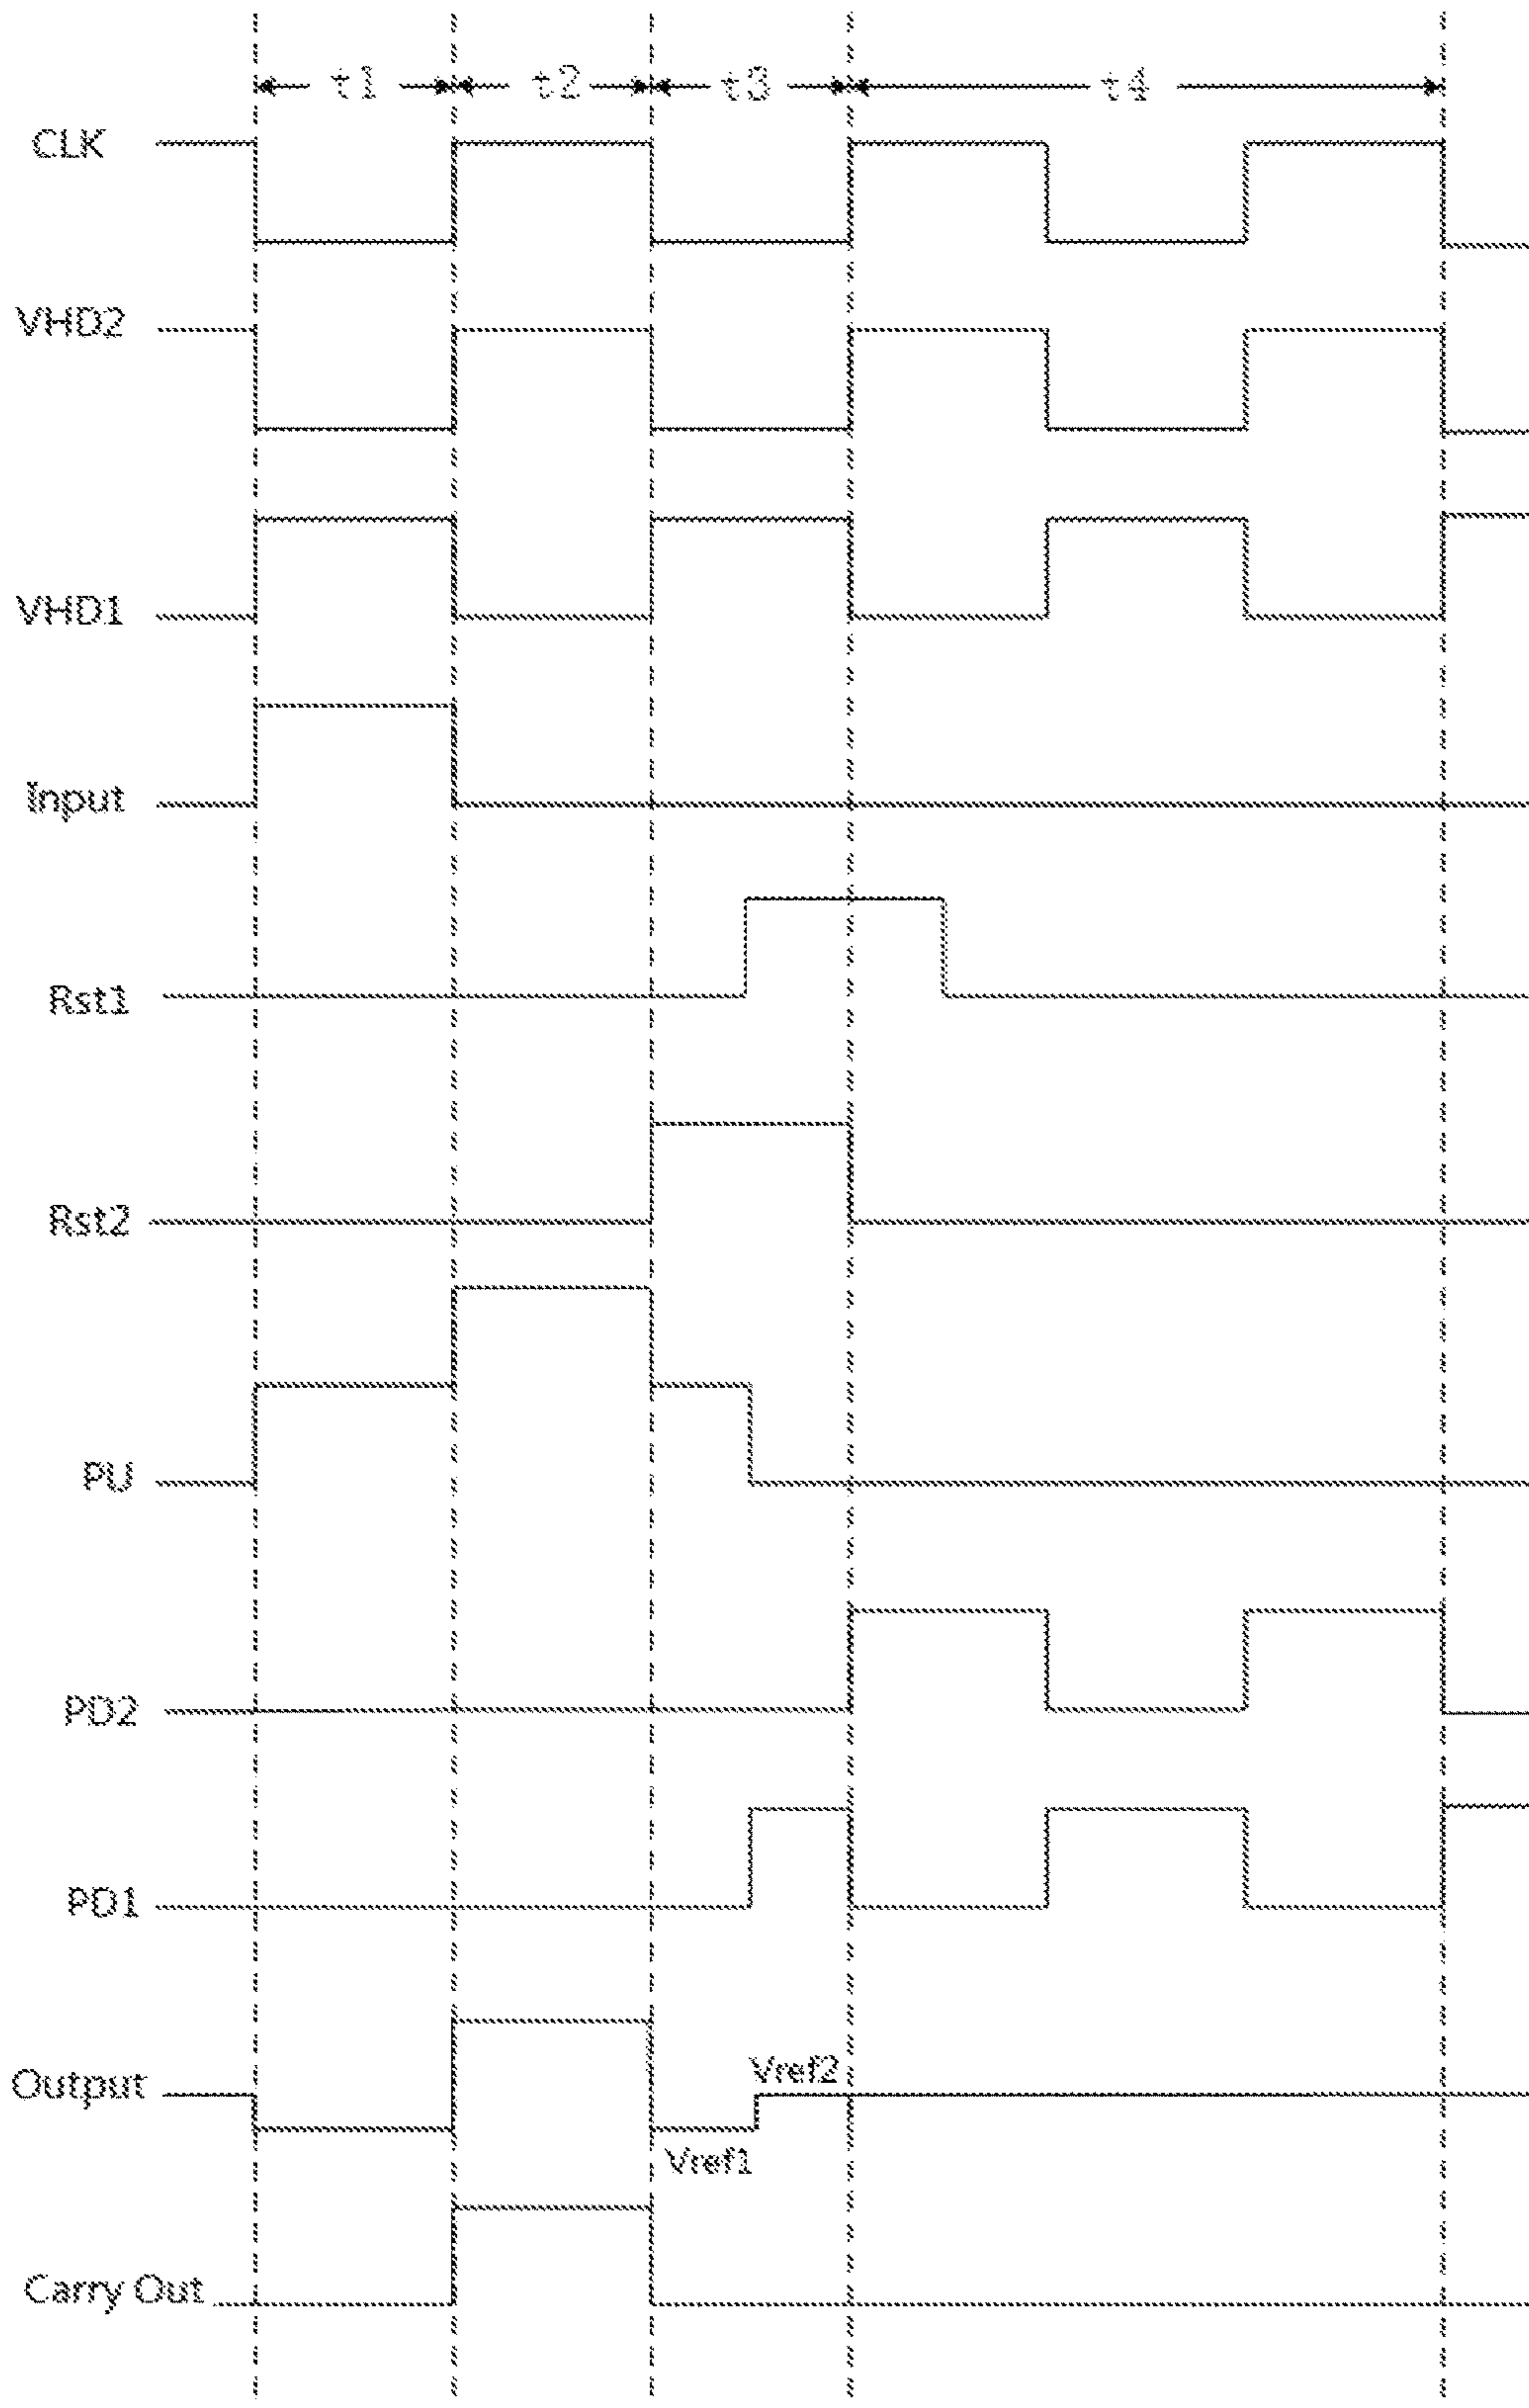 t1 t2 t3 t4
CLK
VHD2
VHD1
Input
Rst1
Rst2
PU
PD2
PD1
Output
Vref2
Vref1
Carry Out